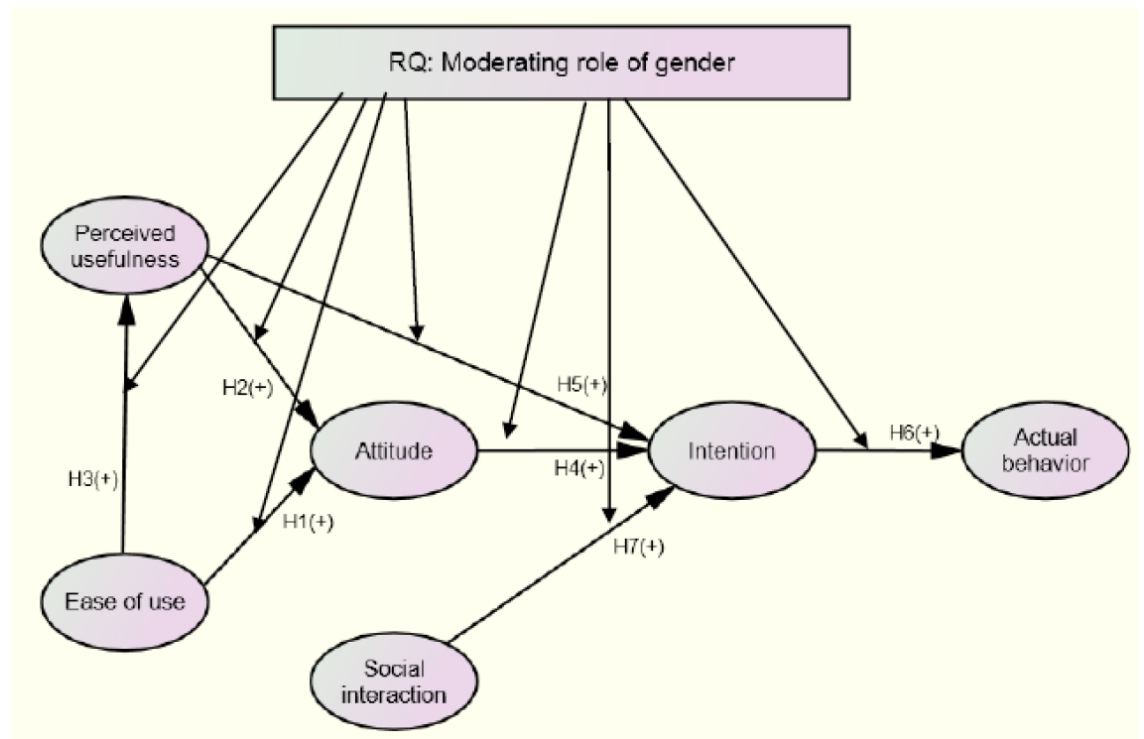 RQ: Moderating role of gender
Perceived
usefulness
H2(+)
H5(+)
Attitude
H4(+)
Intention
H6(+)
Actual
behavior
H3(+)
H1(+)
H7(+)
Ease of use
Social
interaction